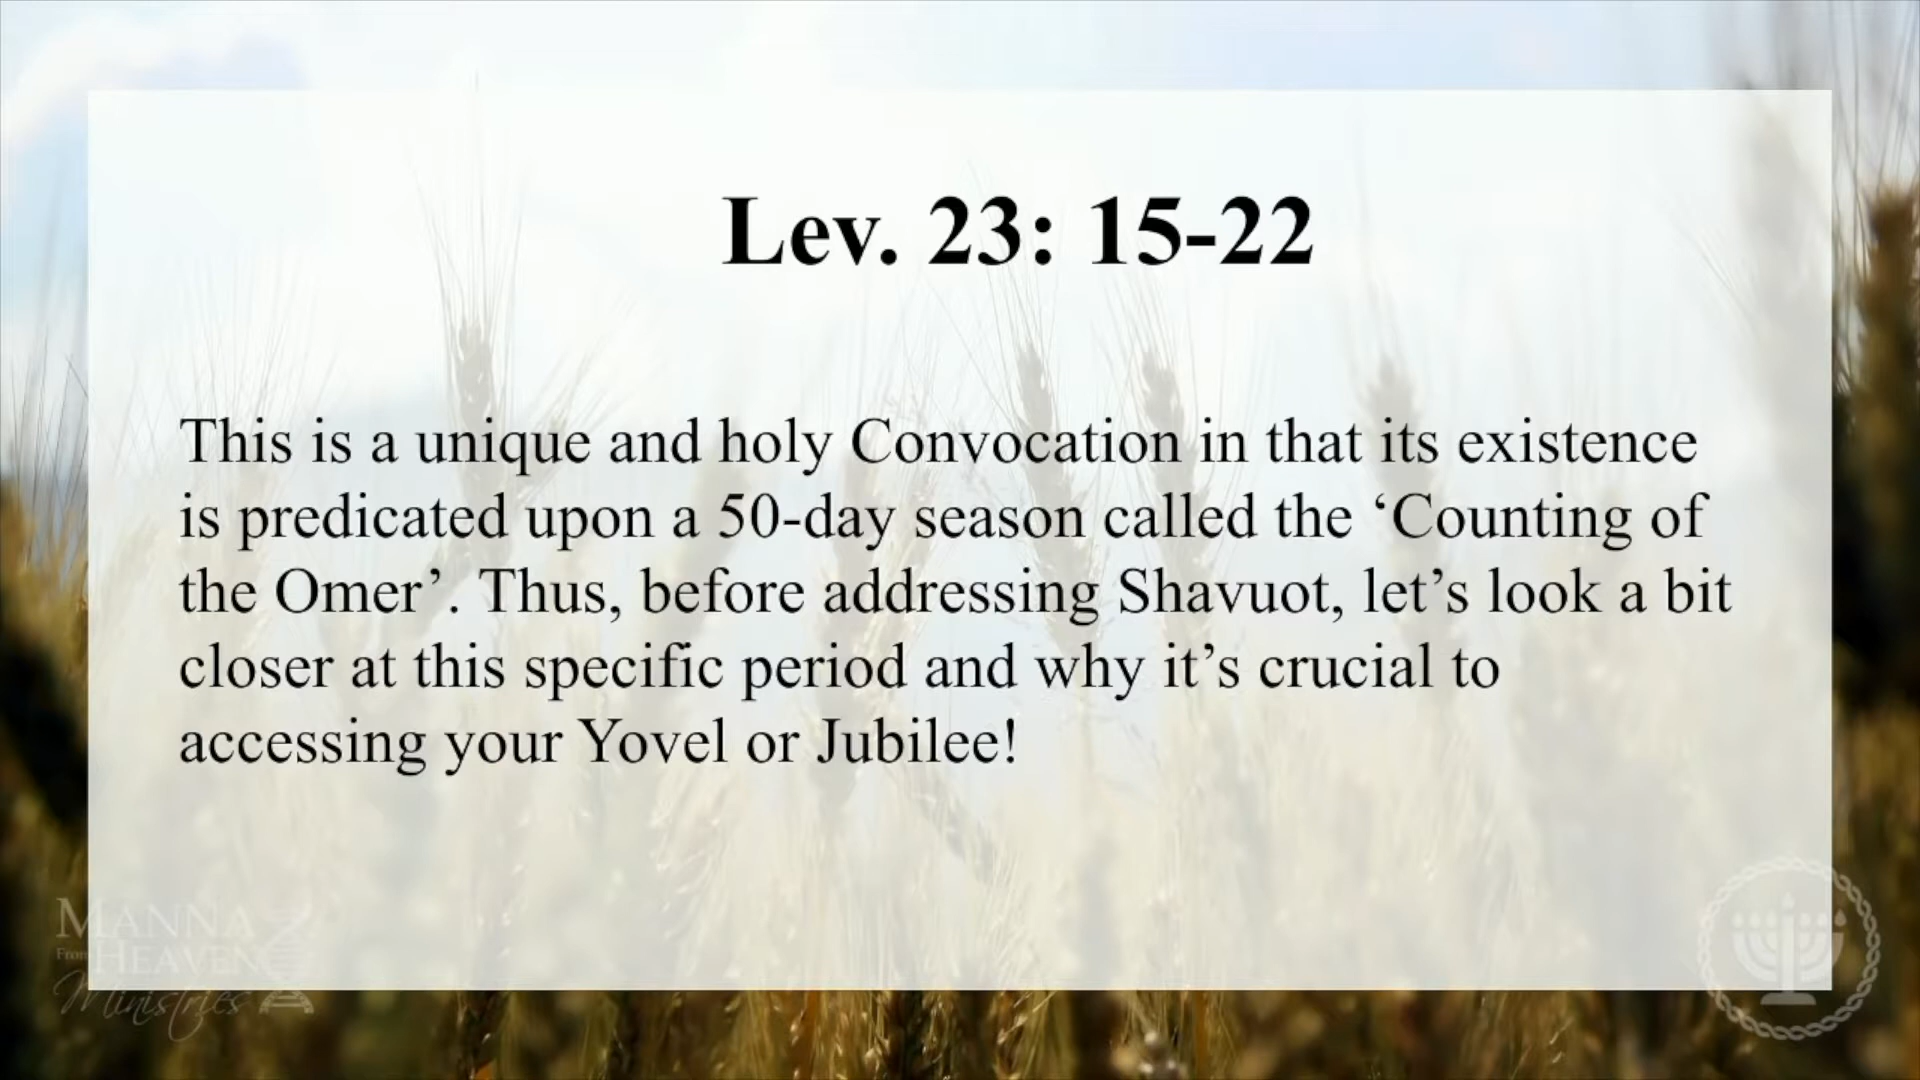 Lev. 23: 15-22
This is a unique and holy Convocation in that its existence
is predicated upon a 50-day season called the ‘Counting of
the Omer’. Thus, before addressing Shavuot, let’s look a bit
closer at this specific period and why it’s crucial to
accessing your Yovel or Jubilee!
MANNA
From
HEAVEN
Ministries